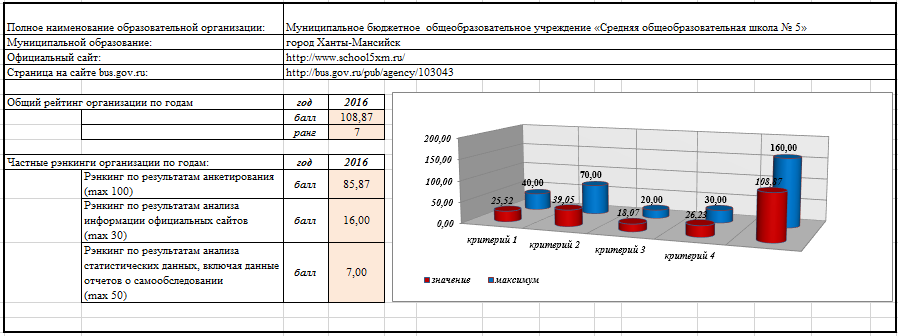 Полное наименование образовательной организации: Муниципальное бюджетное общеобразовательное учреждение «Средняя общеобразовательная школа № 5»
Муниципальной образование: город Ханты-Мансийск
Официальный сайт: http://www.school5xm.ru/
Страница на сайте bus.gov.ru: http://bus.gov.ru/pub/agency/103043
Общий рейтинг организации по годам год 2016
балл 108,87
ранг 7
Частные рэнкинги организации по годам: год 2016
Рэнкинг по результатам анкетирования
(max 100) балл 85,87
Рэнкинг по результатам анализа
информации официальных сайтов
(max 30) балл 16,00
Рэнкинг по результатам анализа
статистических данных, включая данные
отчетов о самообследовании
(max 50) балл 7,00
200,00
150,00
100,00
50,00
0,00
25,52 40,00
39,05 70,00
18,07 20,00
26,23 30,00
108,87 160,00
критерий 1
критерий 2
критерий 3
критерий 4
значение максимум